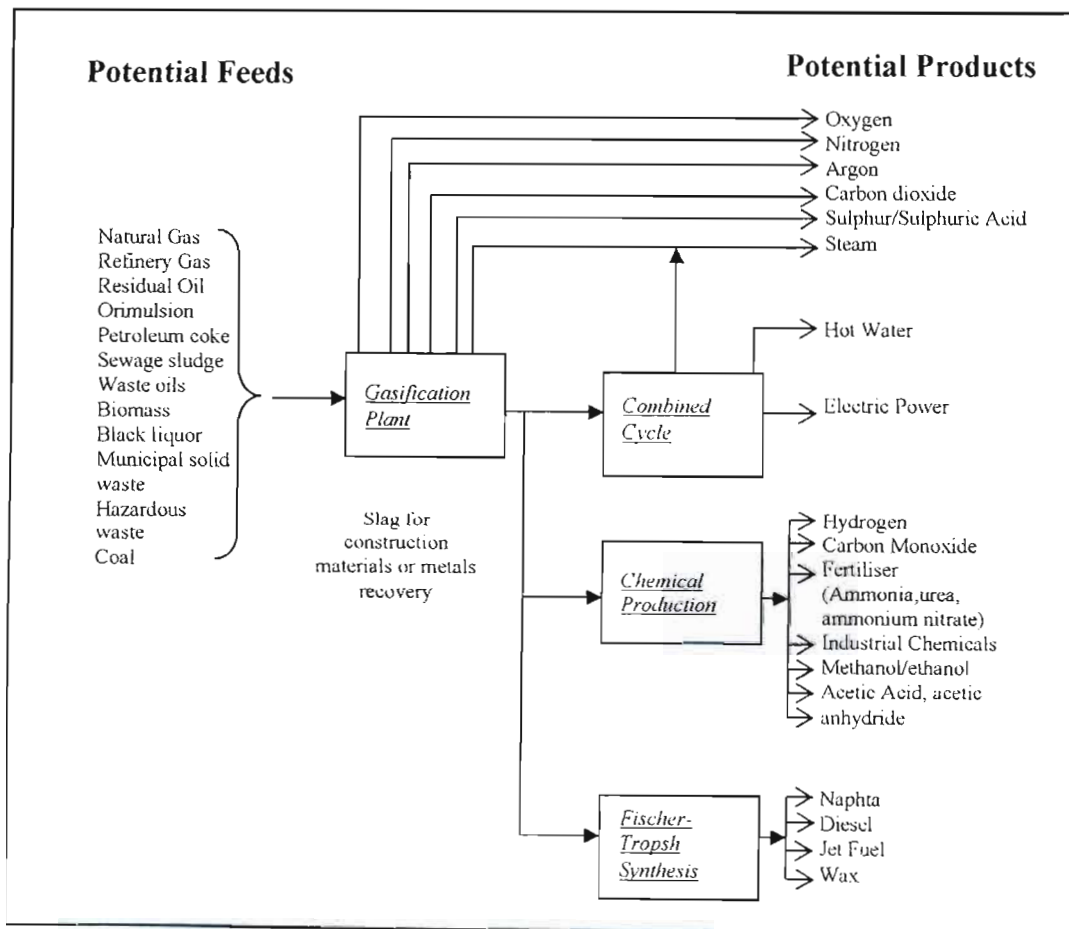 Potential Feeds
Potential Products
Oxygen
Nitrogen
Argon
Carbon dioxide
Sulphur/Sulphuric Acid
Steam
Natural Gas
Refinery Gas
Residual Oil
Orimulsion
Petroleum coke
Sewage sludge
Waste oils
Biomass
Black liquor
Municipal solid
waste
Hazardous
waste
Coal
Gasification
Plant
Slag for
construction
materials or metals
recovery
Combined
Cycle
Hot Water
Electric Power
Chemical
Production
Hydrogen
Carbon Monoxide
Fertiliser
(Ammonia,urea,
ammonium nitrate)
Industrial Chemicals
Methanol/ethanol
Acetic Acid, acetic
anhydride
Fischer-
Tropsh
Synthesis
Naphta
Diesel
Jet Fuel
Wax